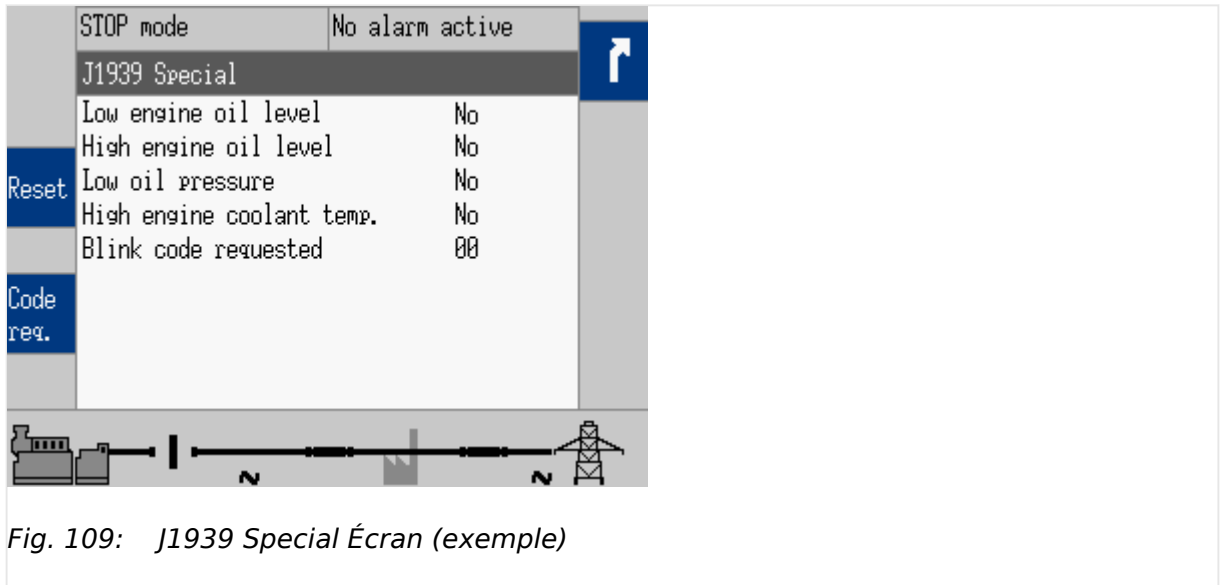 STOP mode No alarm active
J1939 Special
Low engine oil level No
High engine oil level No
Low oil pressure No
High engine coolant temp. No
Blink code requested 00
Reset
Code
req.
Fig. 109: J1939 Special Écran (exemple)